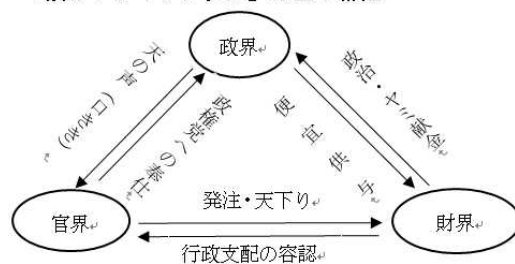 政界
天の声（口きき）
政権党への奉仕
便宜供与
政治・ヤミ献金
官界
発注・天下り
財界
行政支配の容認